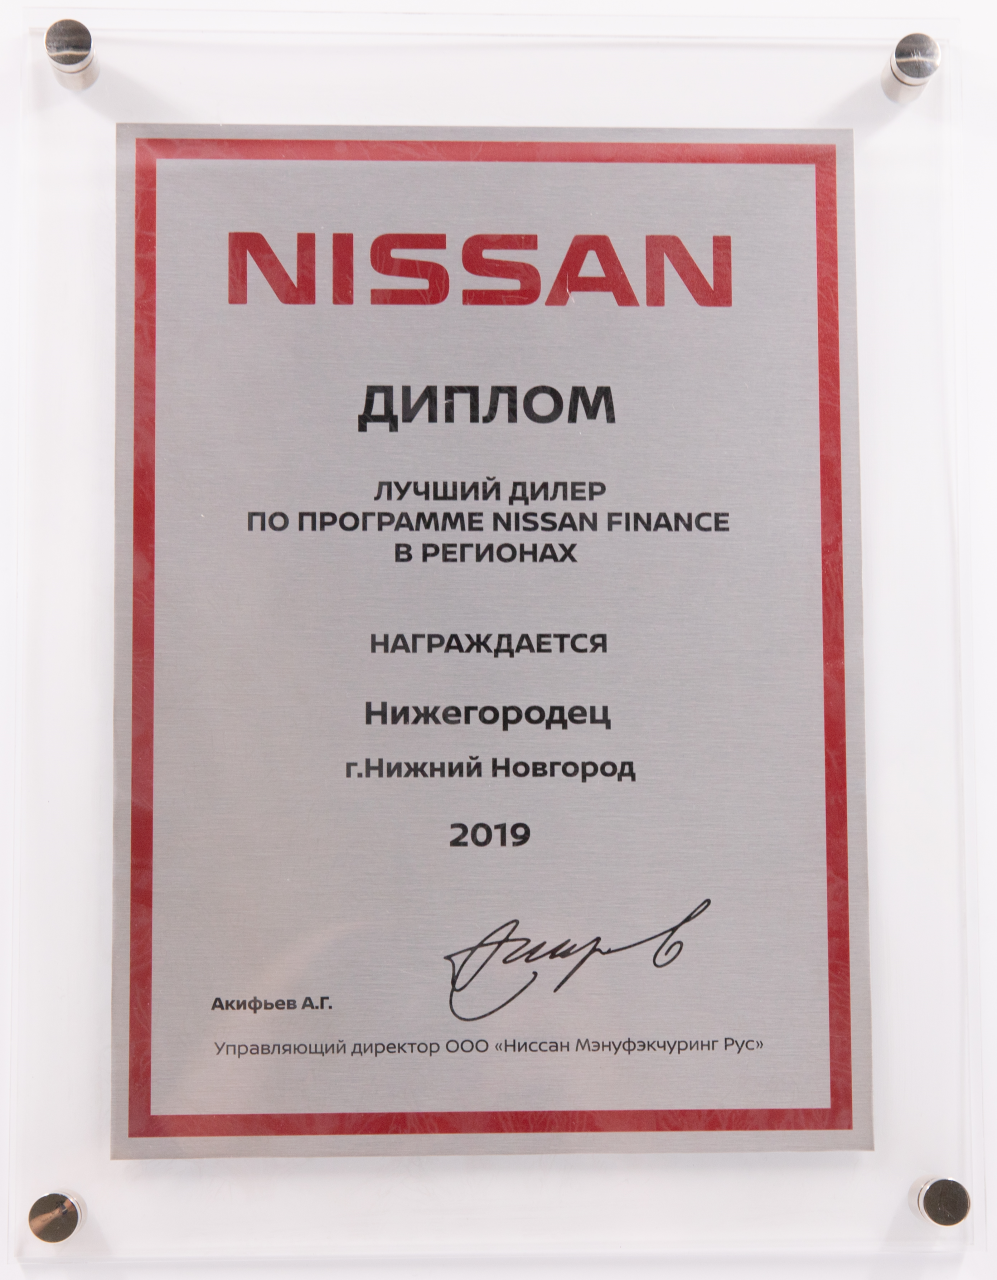 NISSAN
ДИПЛОМ
ЛУЧШИЙ ДИЛЕР
ПО ПРОГРАММЕ NISSAN FINANCE
В РЕГИОНАХ
НАГРАЖДАЕТСЯ
Нижегородец
г.Нижний Новгород
2019
Акифьев А.Г.
Управляющий директор ООО «Ниссан Мэнуфэкчуринг Рус»